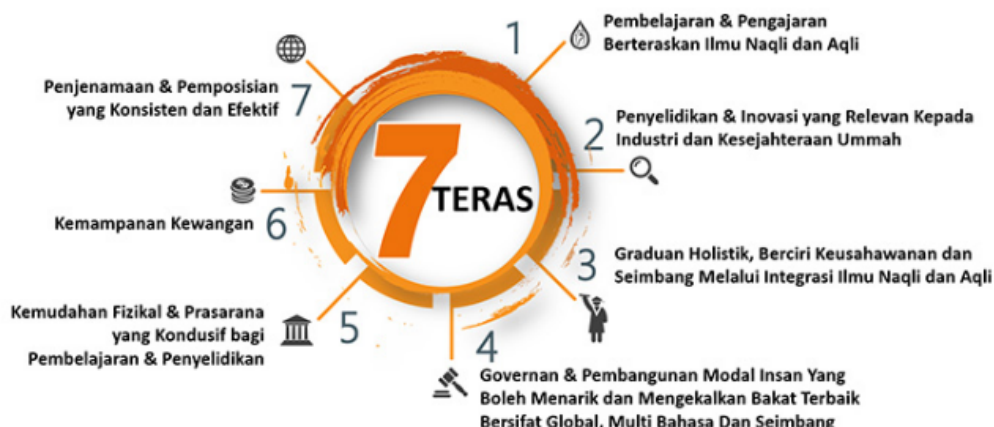 7 TERAS
1
Pembelajaran & Pengajaran
Berteraskan Ilmu Naqli dan Aqli
2
Penyelidikan & Inovasi yang Relevan Kepada
Industri dan Kesejahteraan Ummah
3
Graduan Holistik, Berciri Keusahawanan dan
Seimbang Melalui Integrasi Ilmu Naqli dan Aqli
4
Governan & Pembangunan Modal Insan Yang
Boleh Menarik dan Mengekalkan Bakat Terbaik
Bersifat Global, Multi Bahasa Dan Seimbang
5
Kemudahan Fizikal & Prasarana
yang Kondusif bagi
Pembelajaran & Penyelidikan
6
Kemampanan Kewangan
7
Penjenamaan & Pemposisian
yang Konsisten dan Efektif